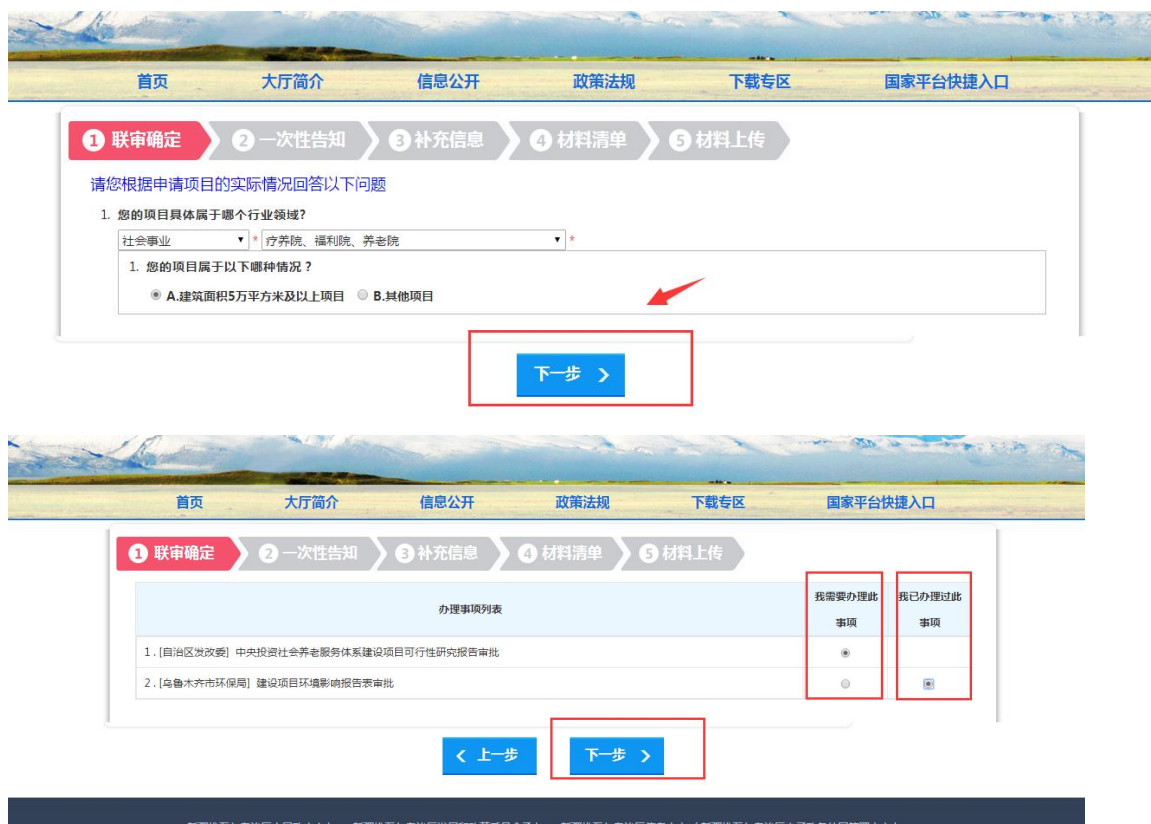 首页 大厅简介 信息公开 政策法规 下载专区 国家平台快捷入口
1 联审确定 2 一次性告知 3 补充信息 4 材料清单 5 材料上传
请您根据申请项目的实际情况回答以下问题
1. 您的项目具体属于哪个行业领域?
社会事业 * 疗养院、福利院、养老院 *
1. 您的项目属于以下哪种情况？
A.建筑面积5万平方米及以上项目 B.其他项目
下一步
首页 大厅简介 信息公开 政策法规 下载专区 国家平台快捷入口
1 联审确定 2 一次性告知 3 补充信息 4 材料清单 5 材料上传
办理事项列表 我需要办理此事项 我已办理过此事项
1 . [自治区发改委] 中央投资社会养老服务体系建设项目可行性研究报告审批
2 . [乌鲁木齐市环保局] 建设项目环境影响报告表审批
上一步 下一步